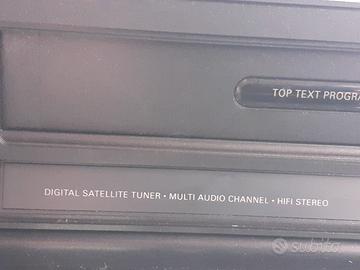 TOP TEXT PROGRA
DIGITAL SATELLITE TUNER • MULTI AUDIO CHANNEL • HIFI STEREO
subito